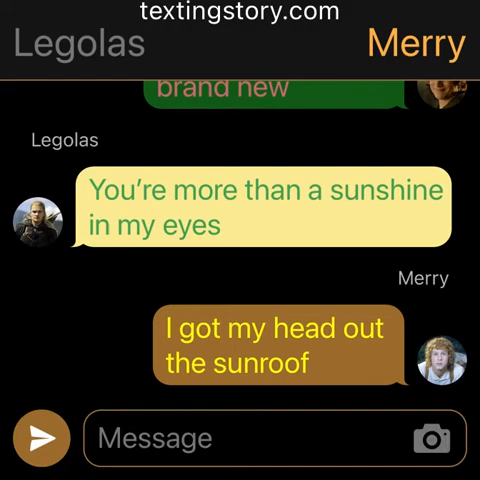 textingstory.com
Legolas
Merry
brand new
Legolas
You're more than a sunshine
in my eyes
Merry
I got my head out
the sunroof
Message